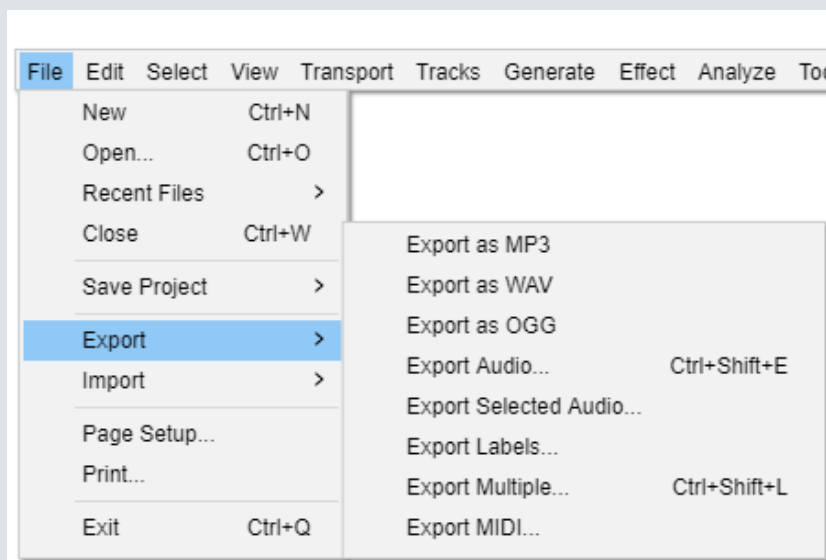 File Edit Select View Transport Tracks Generate Effect Analyze
New Ctrl+N
Open... Ctrl+O
Recent Files >
Close Ctrl+W
Save Project >
Export >
Import >
Page Setup...
Print...
Exit Ctrl+Q
Export as MP3
Export as WAV
Export as OGG
Export Audio... Ctrl+Shift+E
Export Selected Audio...
Export Labels...
Export Multiple... Ctrl+Shift+L
Export MIDI...